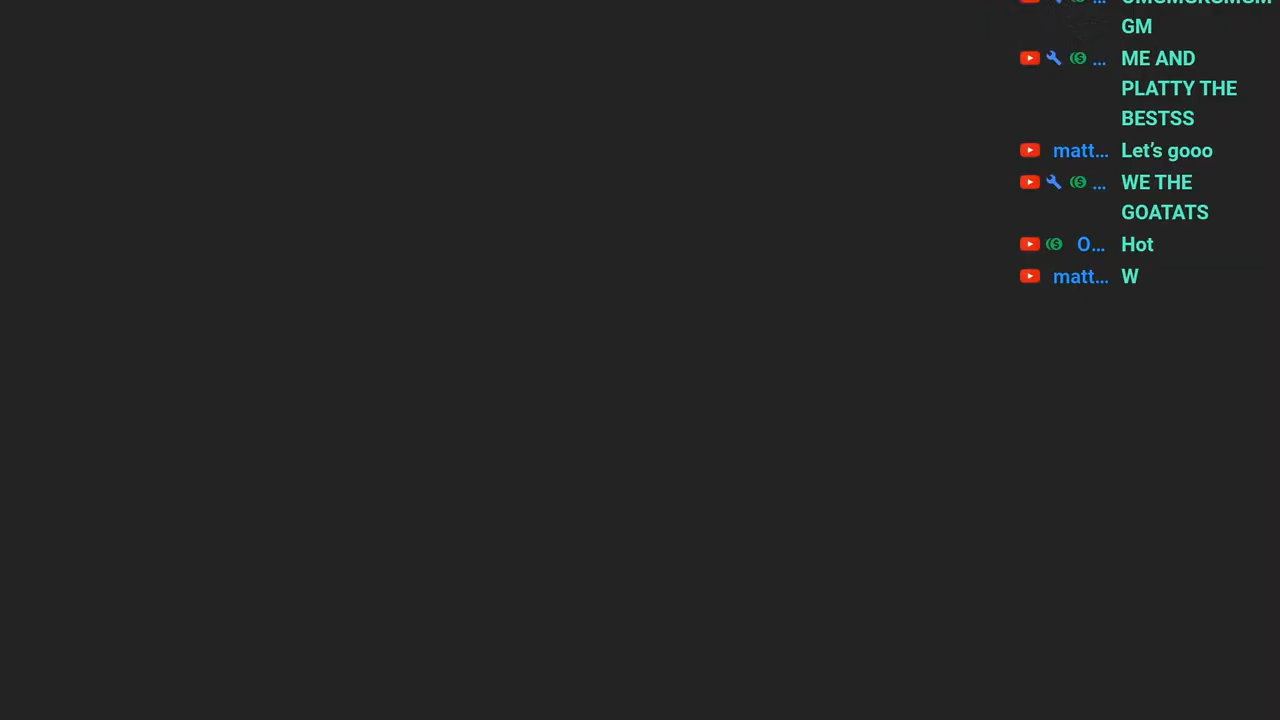 GM
... ME AND
PLATTY THE
BESTSS
matt... Let’s gooo
... WE THE
GOATATS
O... Hot
matt... W